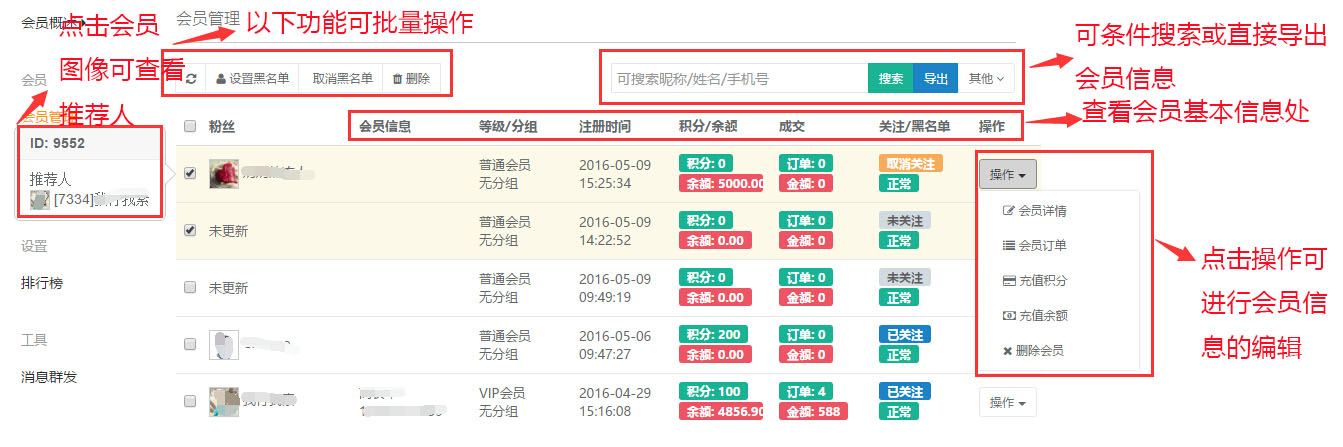 会员概述
点击会员
图像可查看
推荐人
会员管理
以下功能可批量操作
可条件搜索或直接导出
会员信息
查看会员基本信息处
会员
会员管理
设置黑名单 取消黑名单 删除
可搜索昵称/姓名/手机号 搜索 导出 其他
粉丝 会员信息 等级/分组 注册时间 积分/余额 成交 关注/黑名单 操作
ID: 9552
推荐人
[7334]
设置
排行榜
工具
消息群发
普通会员 2016-05-09 积分: 0 订单: 0 取消关注 操作
无分组 15:25:34 余额: 5000.00 金额: 0 正常
未更新 普通会员 2016-05-09 积分: 0 订单: 0 未关注
无分组 14:22:52 余额: 0.00 金额: 0 正常
未更新 普通会员 2016-05-09 积分: 0 订单: 0 未关注
无分组 09:49:19 余额: 0.00 金额: 0 正常
普通会员 2016-05-06 积分: 200 订单: 0 已关注
无分组 09:47:27 余额: 0.00 金额: 0 正常
VIP会员 2016-04-29 积分: 100 订单: 4 已关注 操作
无分组 15:16:08 余额: 4856.90 金额: 588 正常
会员详情
会员订单
充值积分
充值余额
删除会员
点击操作可
进行会员信
息的编辑